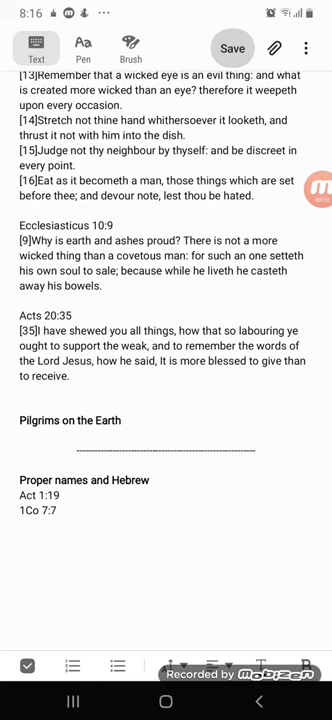 8:16
Text
Pen
Brush
Save
[13]Remember that a wicked eye is an evil thing: and what
is created more wicked than an eye? therefore it weepeth
upon every occasion.
[14]Stretch not thine hand whithersoever it looketh, and
thrust it not with him into the dish.
[15]Judge not thy neighbour by thyself: and be discreet in
every point.
[16]Eat as it becometh a man, those things which are set
before thee; and devour note, lest thou be hated.
Ecclesiasticus 10:9
[9]Why is earth and ashes proud? There is not a more
wicked thing than a covetous man: for such an one setteth
his own soul to sale; because while he liveth he casteth
away his bowels.
Acts 20:35
[35]I have shewed you all things, how that so labouring ye
ought to support the weak, and to remember the words of
the Lord Jesus, how he said, It is more blessed to give than
to receive.
Pilgrims on the Earth
------------------------------------------------------------
Proper names and Hebrew
Act 1:19
1Co 7:7
Recorded by mobizen